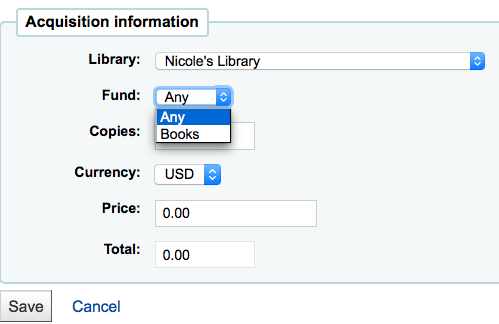 Acquisition information
Library: Nicole's Library
Fund: Any
Any
Books
Copies:
Currency: USD
Price: 0.00
Total: 0.00
Save Cancel